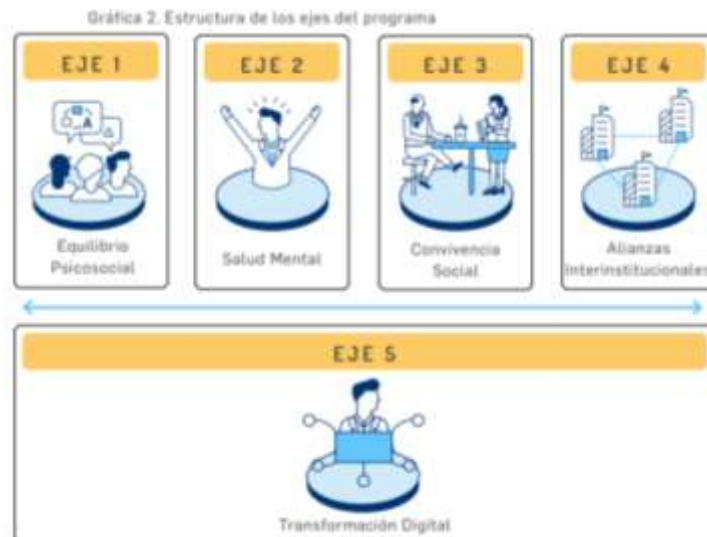 Gráfica 2. Estructura de los ejes del programa
EJE 1
EJE 2
EJE 3
EJE 4
Equilibrio
Psicosocial
Salud Mental
Convivencia
Social
Alianzas
Interinstitucionales
EJE 5
Transformación Digital